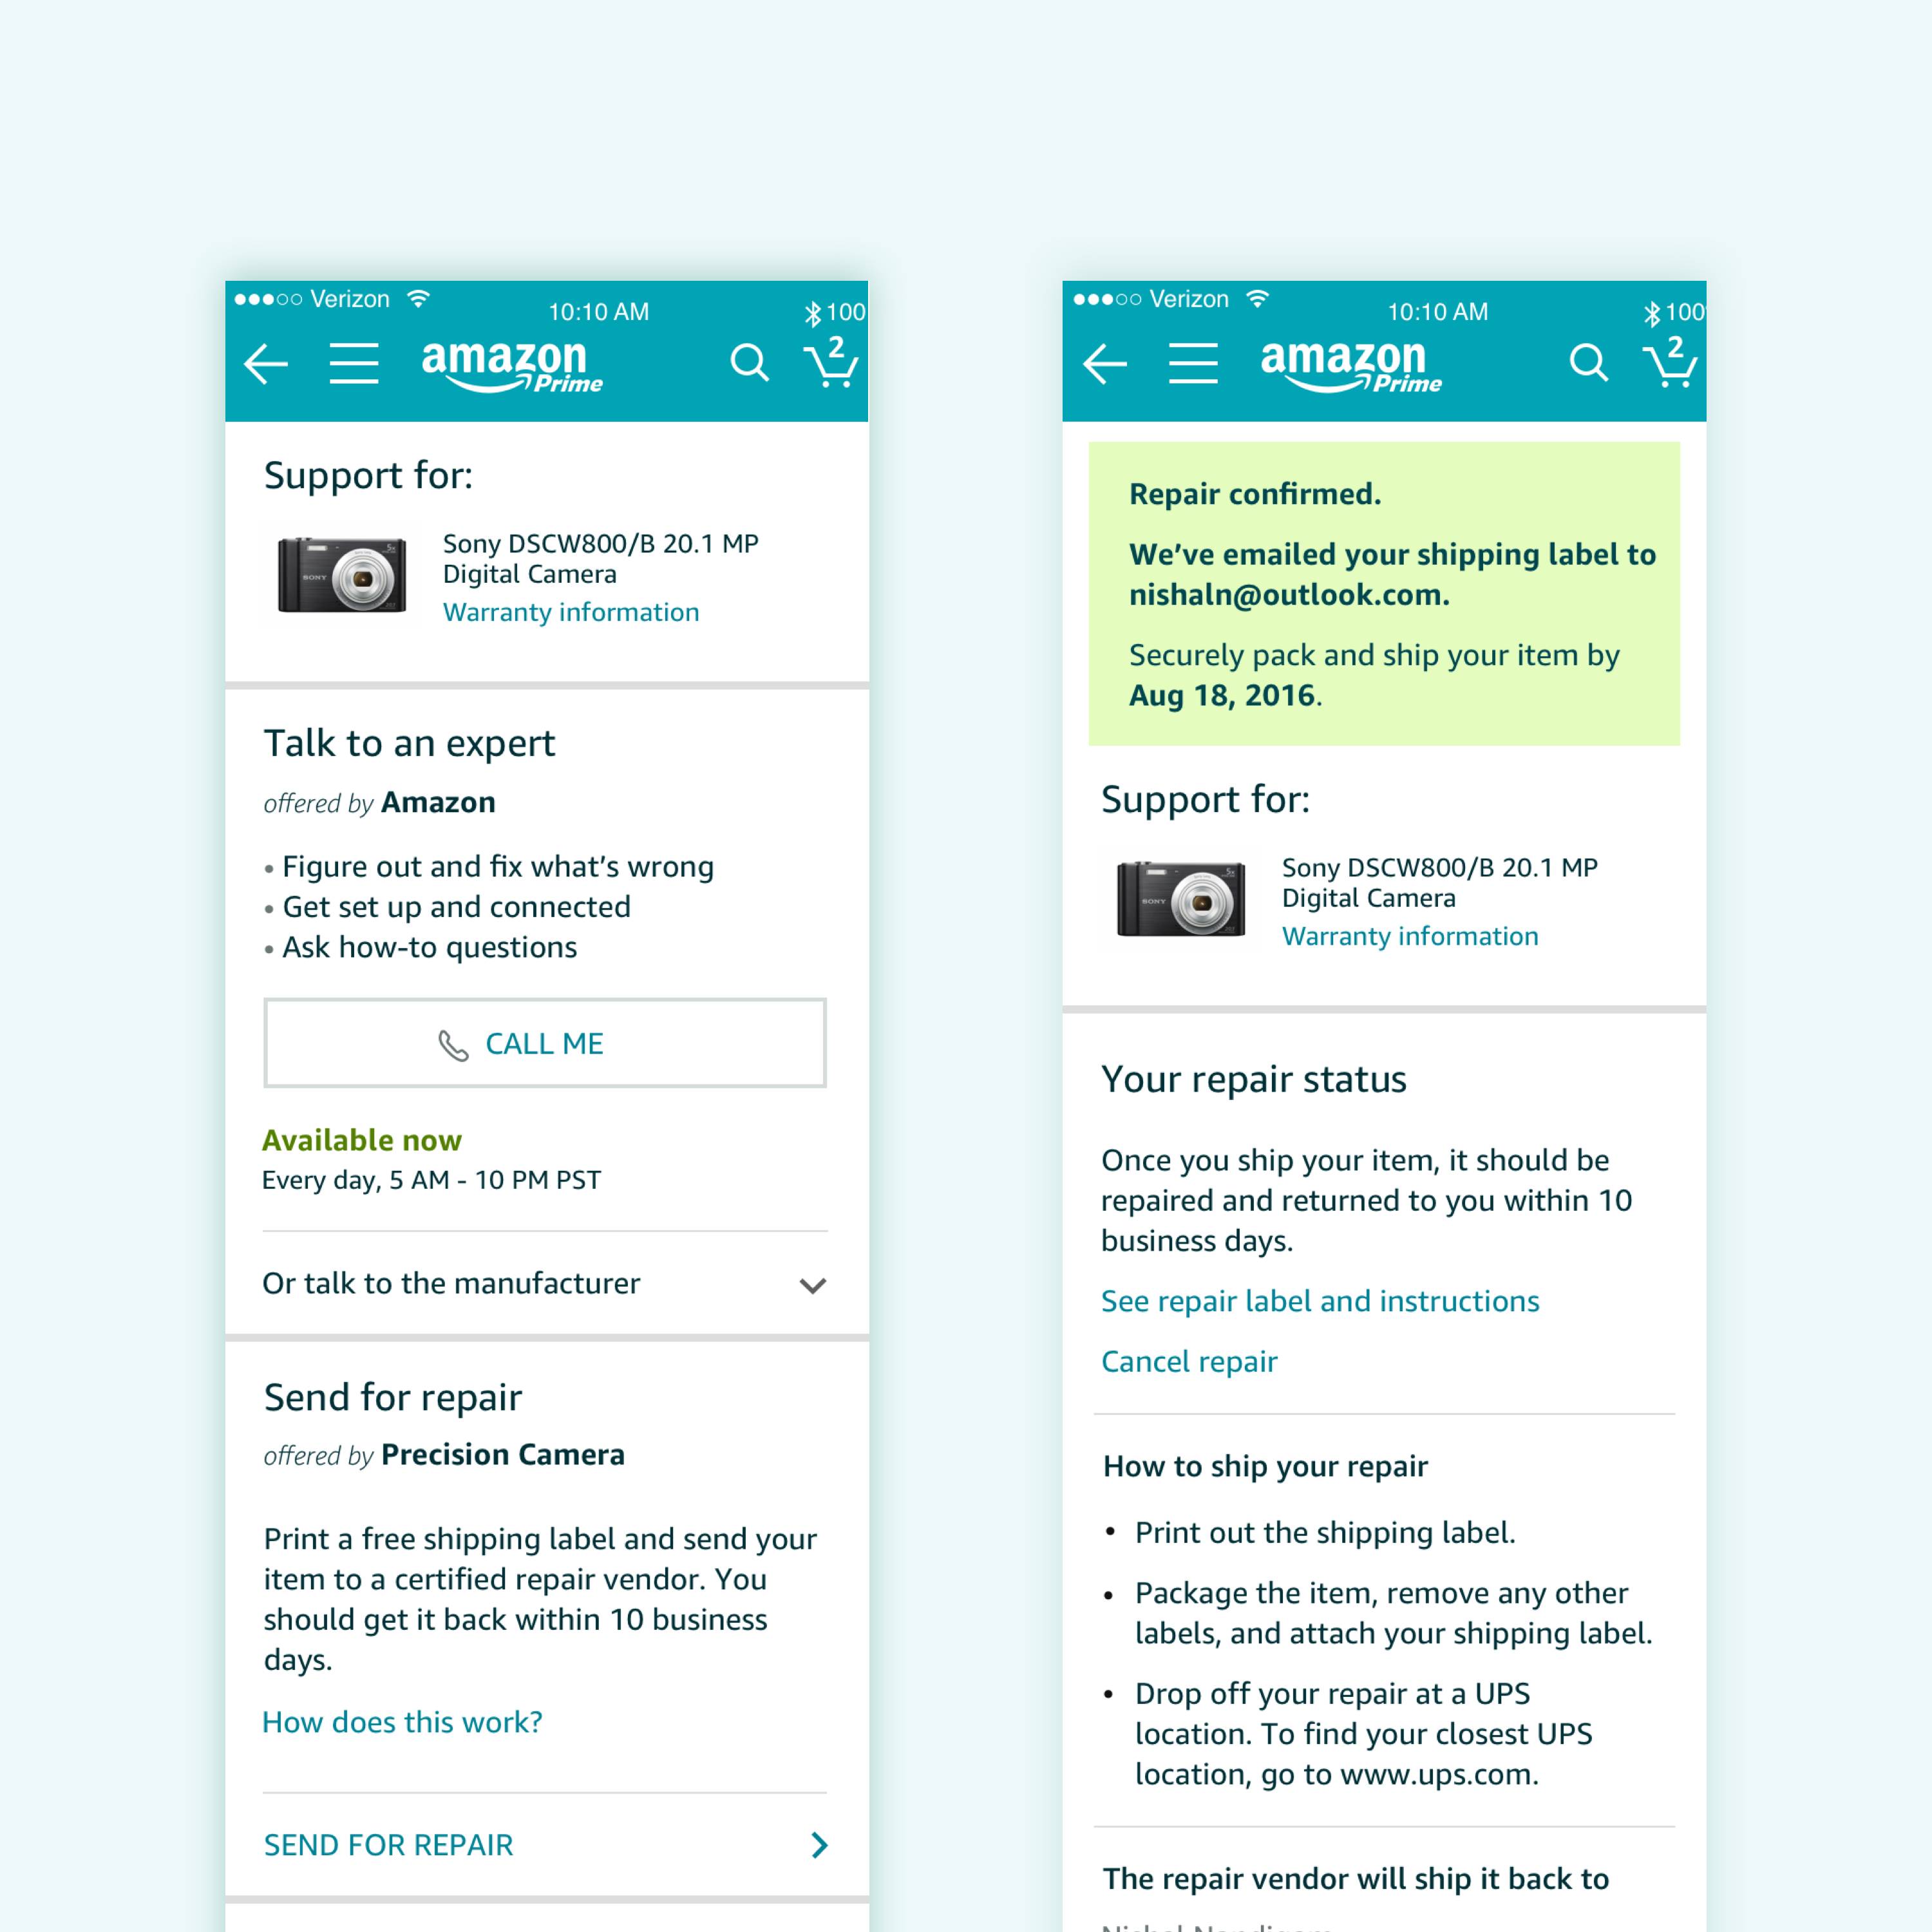 Verizon
10:10 AM
100
amazon
Prime
2
Support for:
SONY
Sony DSCW800/B 20.1 MP
Digital Camera
Warranty information
Talk to an expert
offered by Amazon
• Figure out and fix what's wrong
• Get set up and connected
• Ask how-to questions
CALL ME
Available now
Every day, 5 AM - 10 PM PST
Or talk to the manufacturer
Send for repair
offered by Precision Camera
Print a free shipping label and send your
item to a certified repair vendor. You
should get it back within 10 business
days.
How does this work?
SEND FOR REPAIR
Verizon
10:10 AM
100
amazon
Prime
2
Repair confirmed.
We've emailed your shipping label to
nishaln@outlook.com.
Securely pack and ship your item by
Aug 18, 2016.
Support for:
SONY
Sony DSCW800/B 20.1 MP
Digital Camera
Warranty information
Your repair status
Once you ship your item, it should be
repaired and returned to you within 10
business days.
See repair label and instructions
Cancel repair
How to ship your repair
• Print out the shipping label.
• Package the item, remove any other
labels, and attach your shipping label.
• Drop off your repair at a UPS
location. To find your closest UPS
location, go to www.ups.com.
The repair vendor will ship it back to